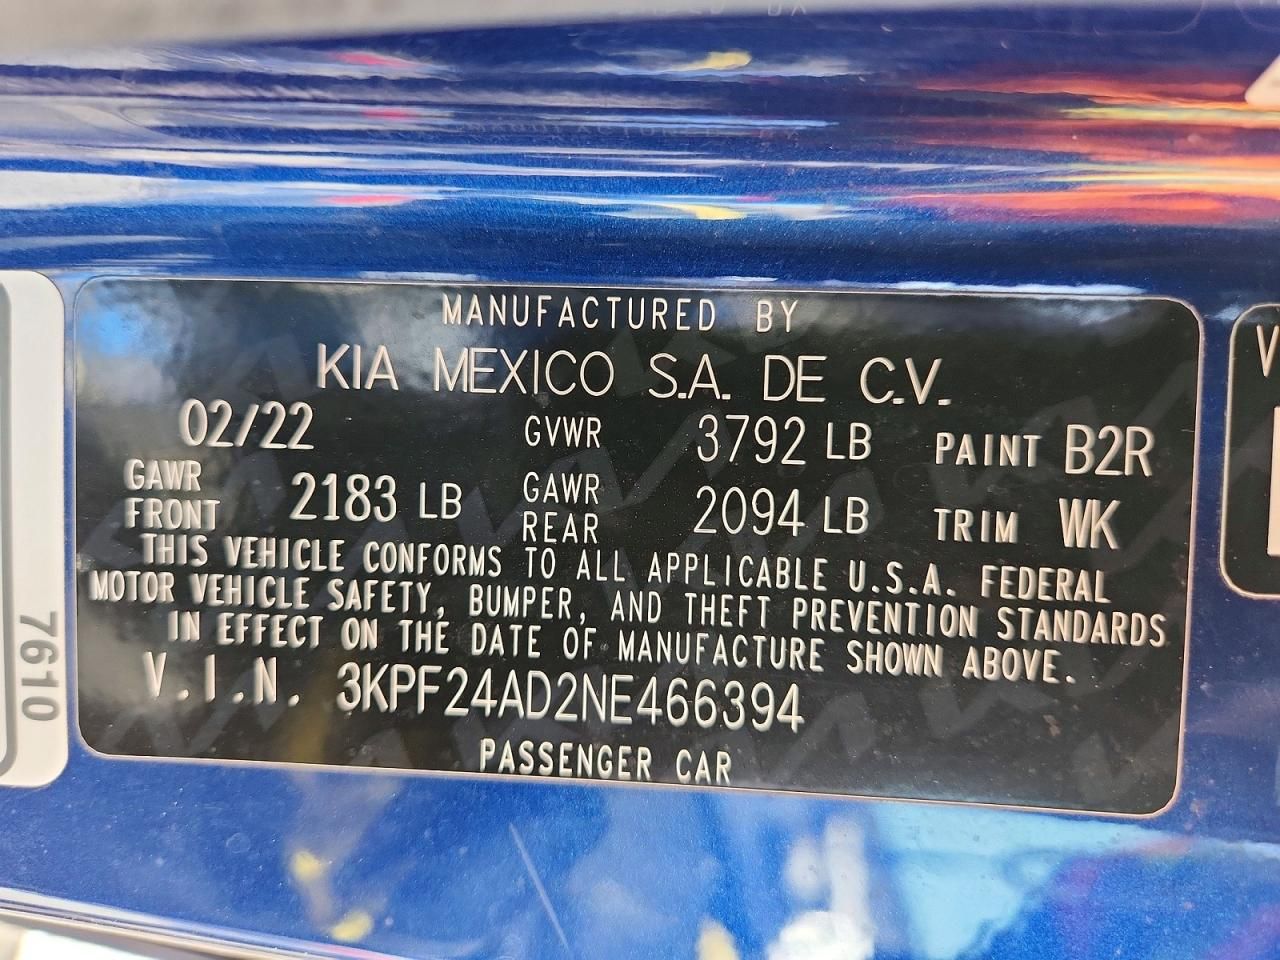 MANUFACTURED BY
KIA MEXICO S.A. DE C.V.
02/22 GVWR 3792 LB PAINT B2R
GAWR FRONT 2183 LB GAWR REAR 2094 LB TRIM WK
THIS VEHICLE CONFORMS TO ALL APPLICABLE U.S.A. FEDERAL
MOTOR VEHICLE SAFETY, BUMPER, AND THEFT PREVENTION STANDARDS
IN EFFECT ON THE DATE OF MANUFACTURE SHOWN ABOVE.
V.I.N. 3KPF24AD2NE466394
PASSENGER CAR
7610